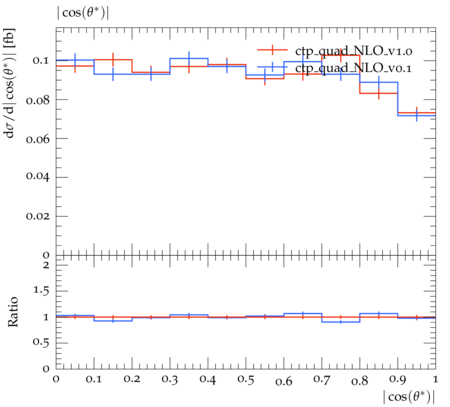 |cos(θ*)|
dσ/d|cos(θ*)| [fb]
ctp_quad_NLO_v1.0
ctp_quad_NLO_v0.1
0.1
0.08
0.06
0.04
0.02
0
Ratio
2
1.5
1
0.5
0
0 0.1 0.2 0.3 0.4 0.5 0.6 0.7 0.8 0.9 1
|cos(θ*)|